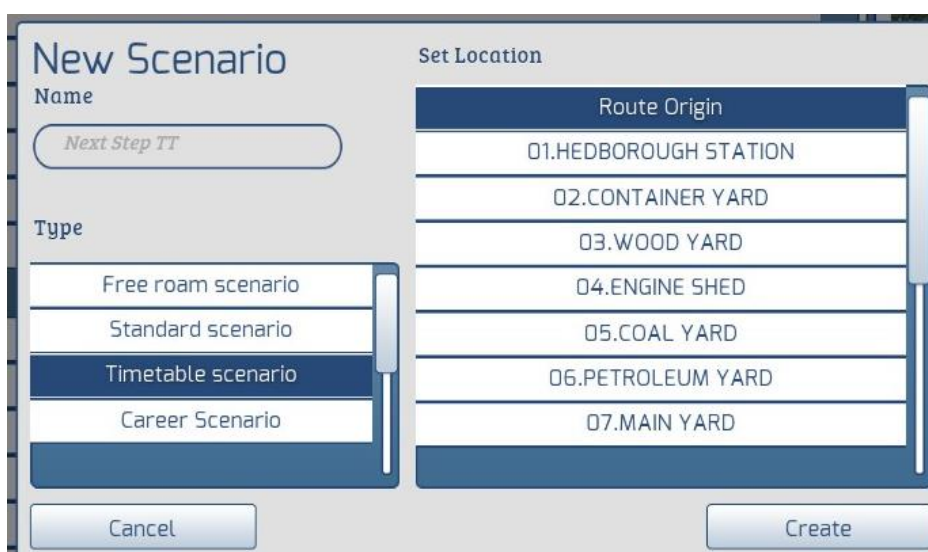 New Scenario
Name
Next Step TT
Type
Free roam scenario
Standard scenario
Timetable scenario
Career Scenario
Set Location
Route Origin
01.HEDBOROUGH STATION
02.CONTAINER YARD
03.WOOD YARD
04.ENGINE SHED
05.COAL YARD
06.PETROLEUM YARD
07.MAIN YARD
Cancel
Create